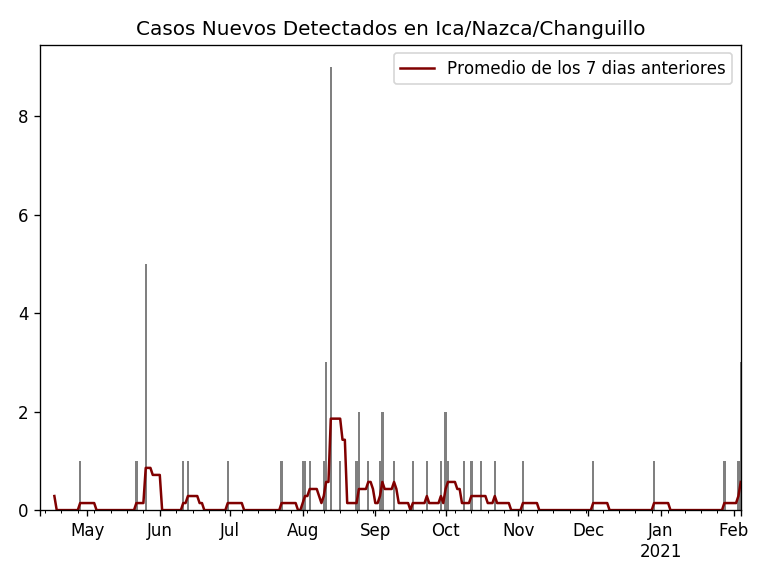 Casos Nuevos Detectados en Ica/Nazca/Changuillo
Promedio de los 7 dias anteriores
8
6
4
2
0
May Jun Jul Aug Sep Oct Nov Dec Jan Feb
2021